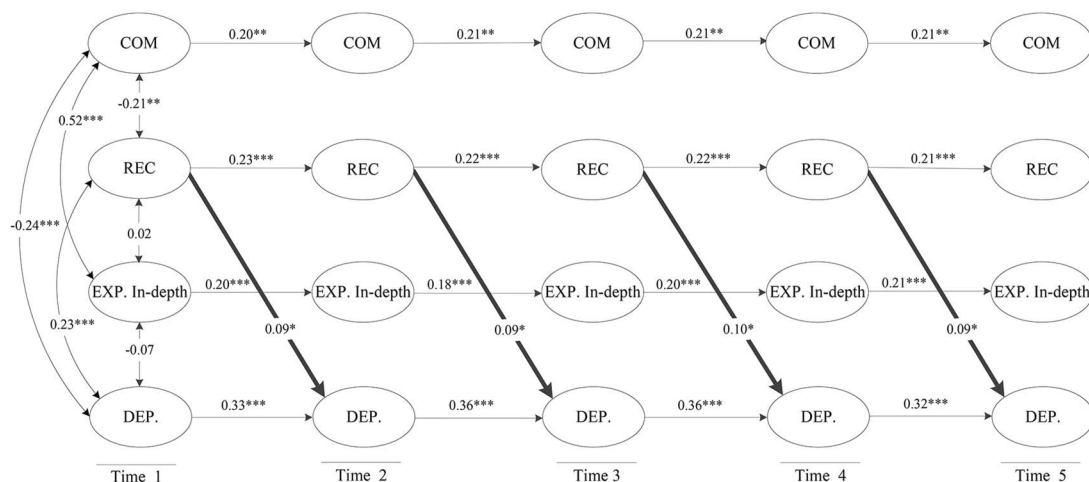 COM 0.20** COM 0.21** COM 0.21** COM 0.21** COM
-0.21**
0.52***
REC 0.23*** REC 0.22*** REC 0.22*** REC 0.21*** REC
-0.24***
0.02
EXP. In-depth 0.20*** EXP. In-depth 0.18*** EXP. In-depth 0.20*** EXP. In-depth 0.21*** EXP. In-depth
0.23*** 0.09* 0.09* 0.10* 0.09*
-0.07
DEP. 0.33*** DEP. 0.36*** DEP. 0.36*** DEP. 0.32*** DEP.
Time 1 Time 2 Time 3 Time 4 Time 5